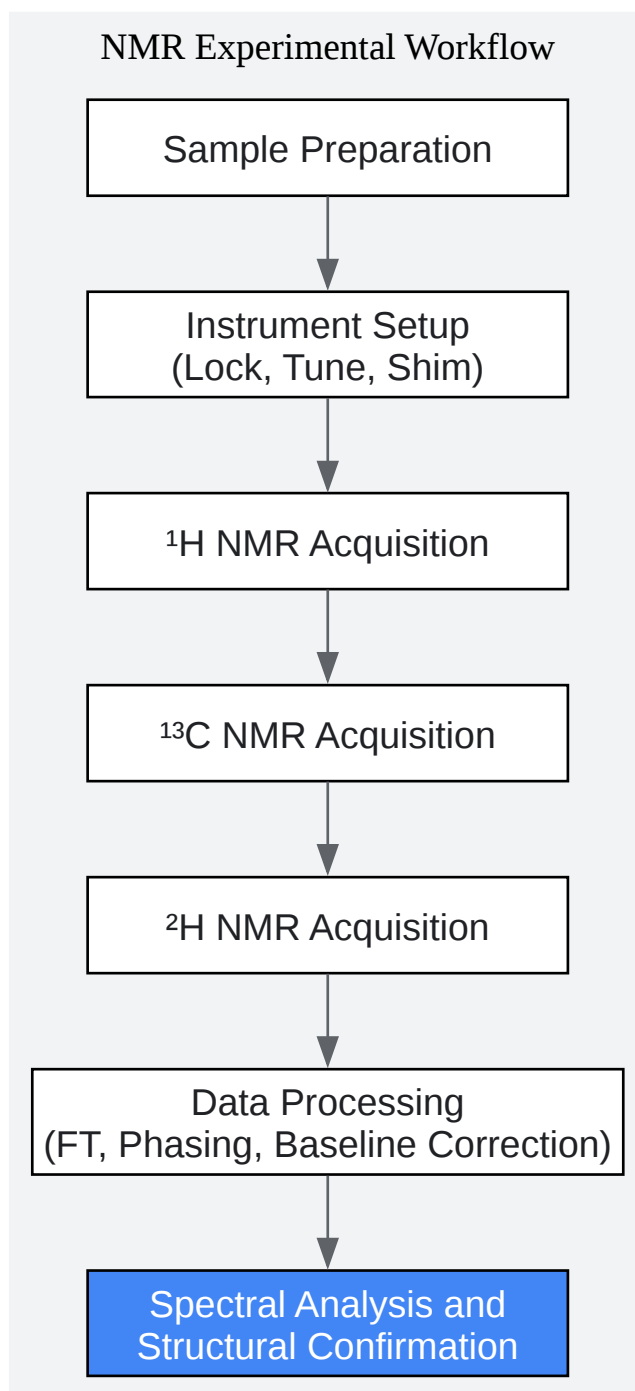 NMR Experimental Workflow
Sample Preparation
Instrument Setup
(Lock, Tune, Shim)
¹H NMR Acquisition
¹³C NMR Acquisition
²H NMR Acquisition
Data Processing
(FT, Phasing, Baseline Correction)
Spectral Analysis and
Structural Confirmation